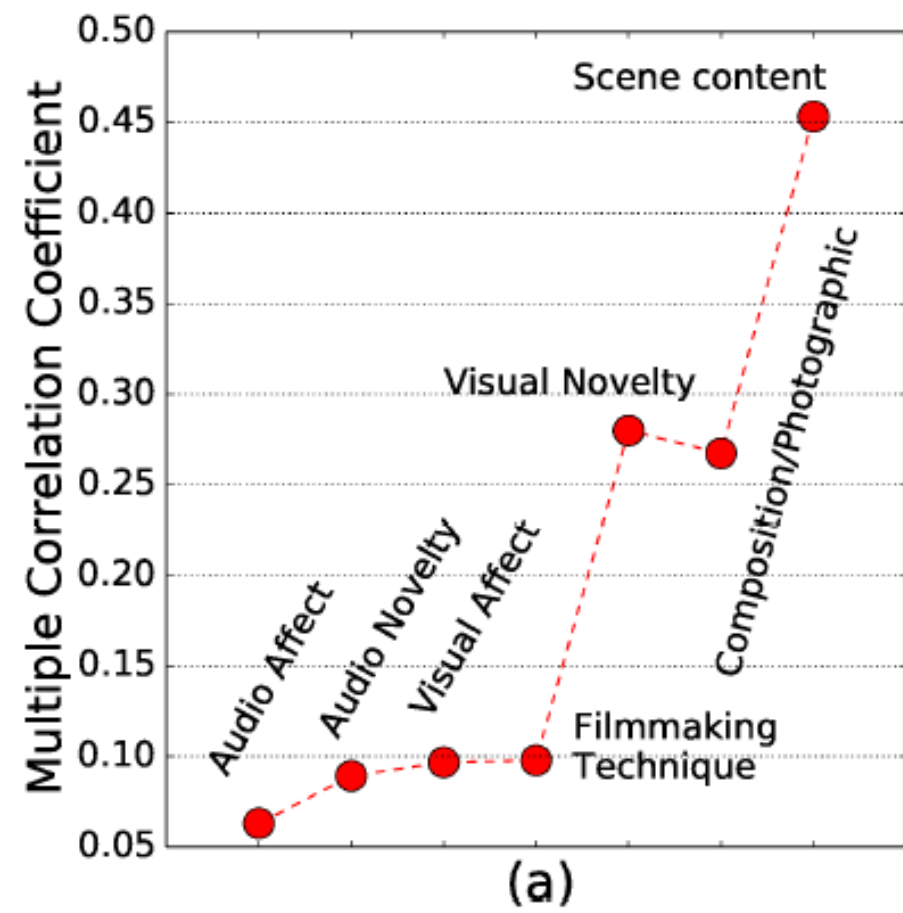 Multiple Correlation Coefficient
0.50
0.45
0.40
0.35
0.30
0.25
0.20
0.15
0.10
0.05
Audio Affect
Audio Novelty
Visual Affect
Filmmaking
Technique
Visual Novelty
Composition/Photographic
Scene content
(a)